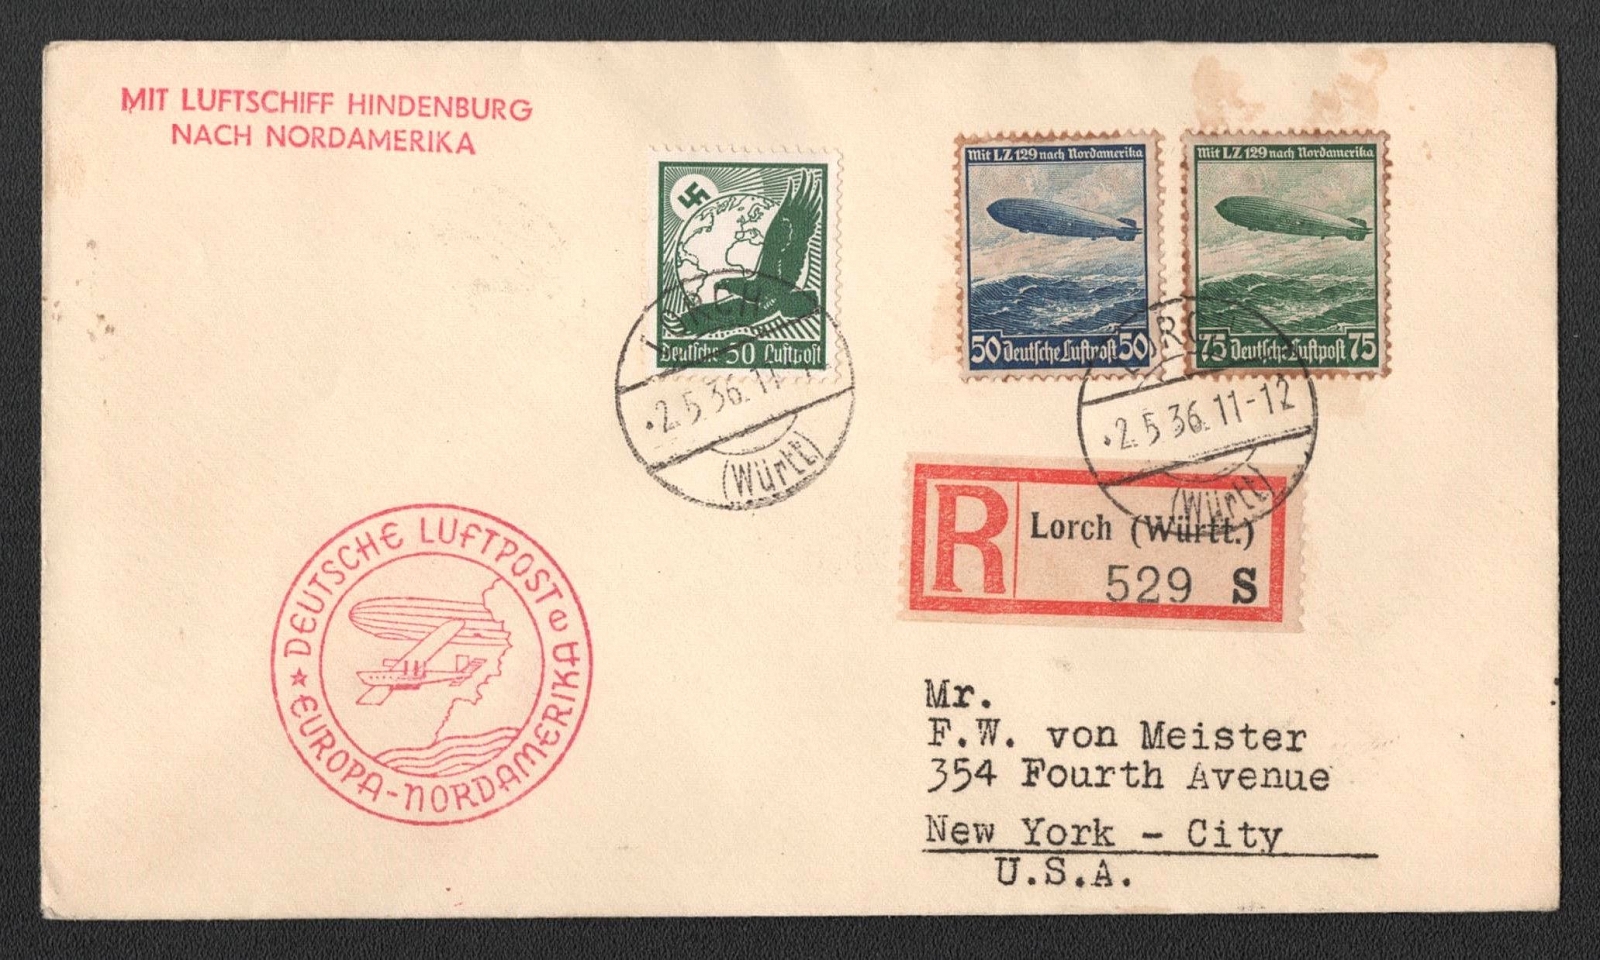 MIT LUFTSCHIFF HINDENBURG
NACH NORDAMERIKA
Deutsche 50 Luftpost
Mit LZ 129 nach Nordamerika
50 Deutsche Luftpost 50
Mit LZ 129 nach Nordamerika
75 Deutsche Luftpost 75
LORCH
2.5.36.11-
(Württ)
LORCH
2.5.36.11-12
(Württ)
R
Lorch (Württ.)
529 S
DEUTSCHE LUFTPOST e
EUROPA-NORDAMERIKA
Mr.
F.W. von Meister
354 Fourth Avenue
New York - City
U.S.A.